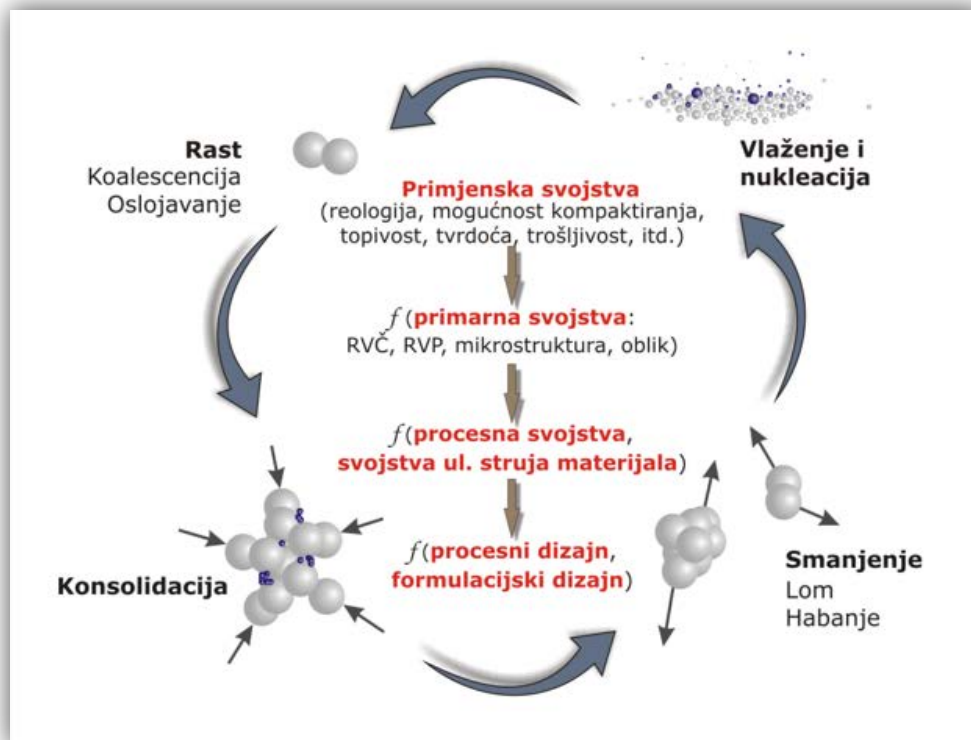 Rast
Koalescencija
Oslojavanje
Vlaženje i
nukleacija
Primjenska svojstva
(reologija, mogućnost kompaktiranja,
topivost, tvrdoća, trošljivost, itd.)
f(primarna svojstva:
RVČ, RVP, mikrostruktura, oblik)
f(procesna svojstva,
svojstva ul. struja materijala)
f(procesni dizajn,
formulacijski dizajn)
Konsolidacija
Smanjenje
Lom
Habanje